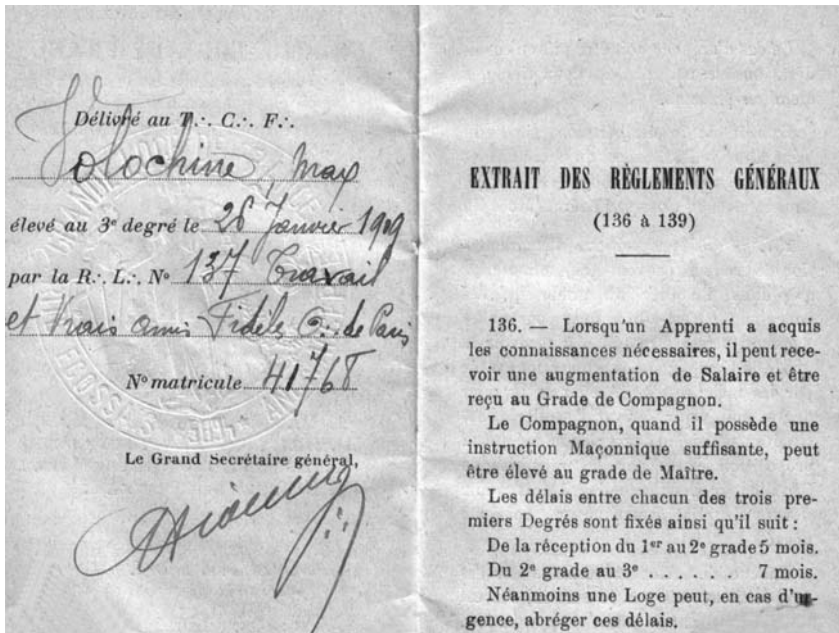 Délivré au T∴ C∴ F∴
Volochine, Max
élevé au 3e degré le 26 Janvier 1909
par la R∴ L∴ No 137 Travail
et Vrais amis Fidèles O∴ de Paris
No matricule 41768
Le Grand Secrétaire général,
EXTRAIT DES RÈGLEMENTS GÉNÉRAUX
(136 à 139)
136. — Lorsqu'un Apprenti a acquis
les connaissances nécessaires, il peut rece-
voir une augmentation de Salaire et être
reçu au Grade de Compagnon.
Le Compagnon, quand il possède une
instruction Maçonnique suffisante, peut
être élevé au grade de Maître.
Les délais entre chacun des trois pre-
miers Degrés sont fixés ainsi qu'il suit :
De la réception du 1er au 2e grade 5 mois.
Du 2e grade au 3e . . . . . . 7 mois.
Néanmoins une Loge peut, en cas d'ur-
gence, abréger ces délais.